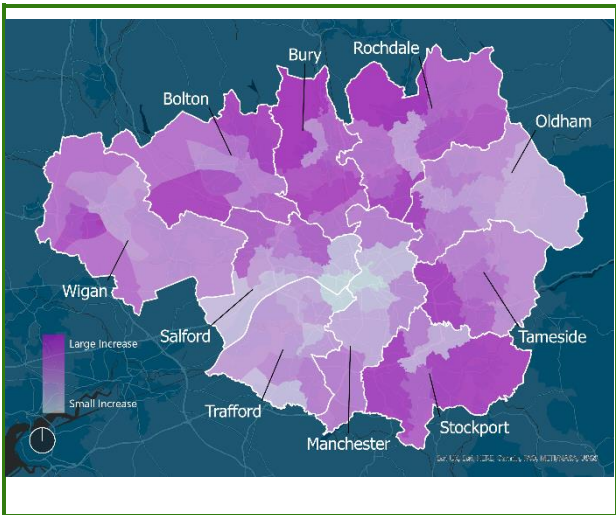 Bury
Rochdale
Bolton
Oldham
Wigan
Large Increase
Small Increase
Salford
Tameside
Trafford
Manchester
Stockport